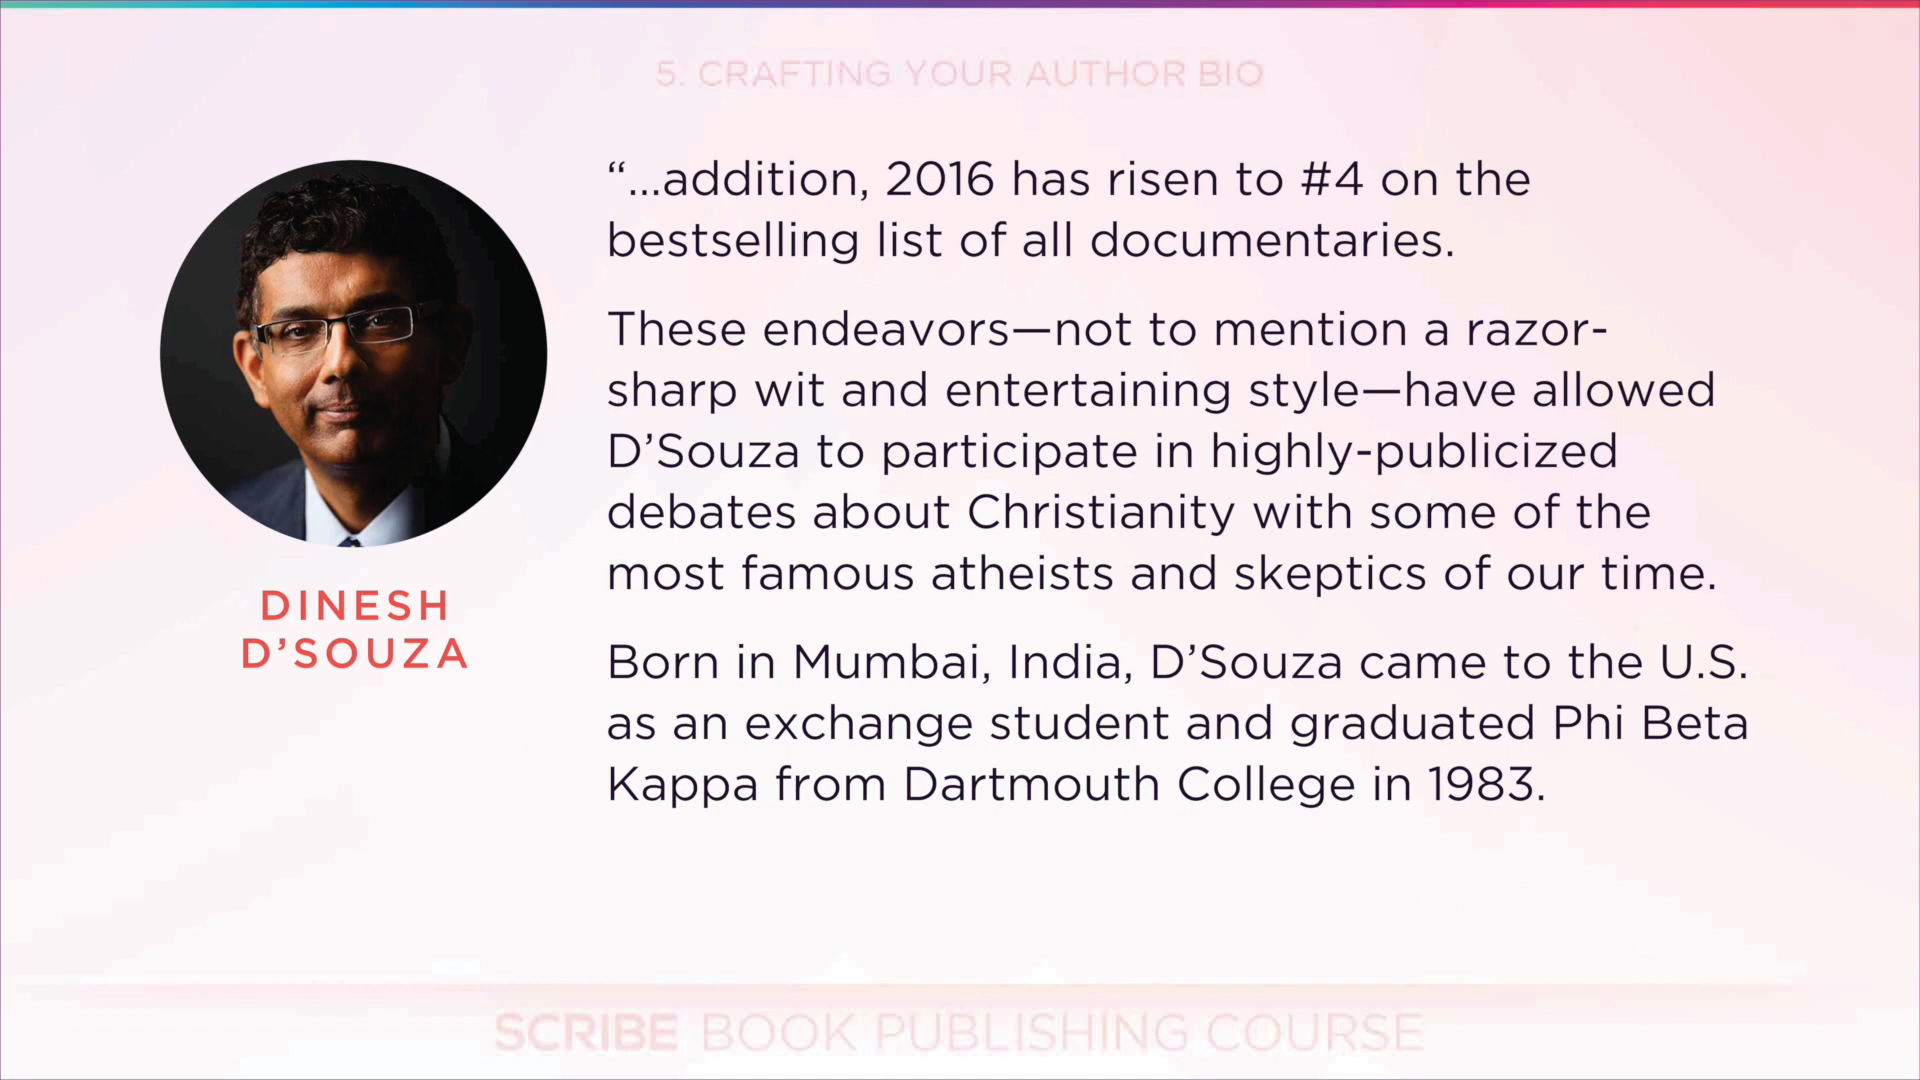 5. CRAFTING YOUR AUTHOR BIO
“...addition, 2016 has risen to #4 on the
bestselling list of all documentaries.
These endeavors—not to mention a razor-
sharp wit and entertaining style—have allowed
D’Souza to participate in highly-publicized
debates about Christianity with some of the
most famous atheists and skeptics of our time.
Born in Mumbai, India, D’Souza came to the U.S.
as an exchange student and graduated Phi Beta
Kappa from Dartmouth College in 1983.
DINESH
D’SOUZA
SCRIBE BOOK PUBLISHING COURSE